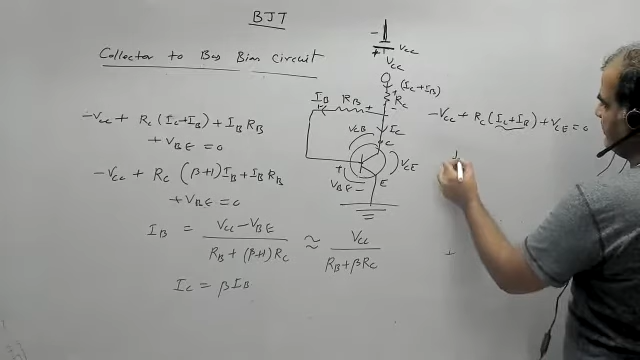 BJT
Collector to Bas Bias circuit
-Vcc + Rc (Ic+IB) + IB RB
+ VBE = 0
-Vcc + Rc (β+1) IB + IB RB
+ VBE = 0
IB = Vcc - VBE / RB + (β+1) Rc ≈ Vcc / RB + βRc
Ic = βIB
-
+
Vcc
Vcc
(Ic+IB)
+
Rc
-
IB
RB
+
Ic
VCB
C
+
VBE
-
E
VCE
-Vcc + Rc (Ic+IB) + VCE = 0
+